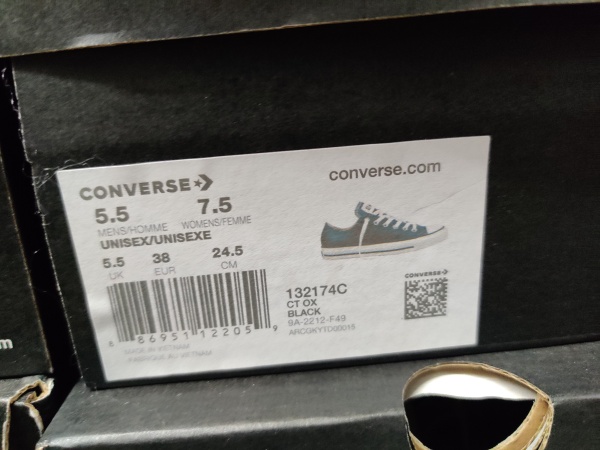 CONVERSE
converse.com
5.5 7.5
MENS/HOMME WOMENS/FEMME
UNISEX/UNISEXE
5.5 38 24.5
UK EUR CM
132174C
CT OX
BLACK
9A-2212-F49
ARCGKYTD00015
8 86951 12205 9
MADE IN VIETNAM
FABRIQUÉ AU VIETNAM
CONVERSE
m